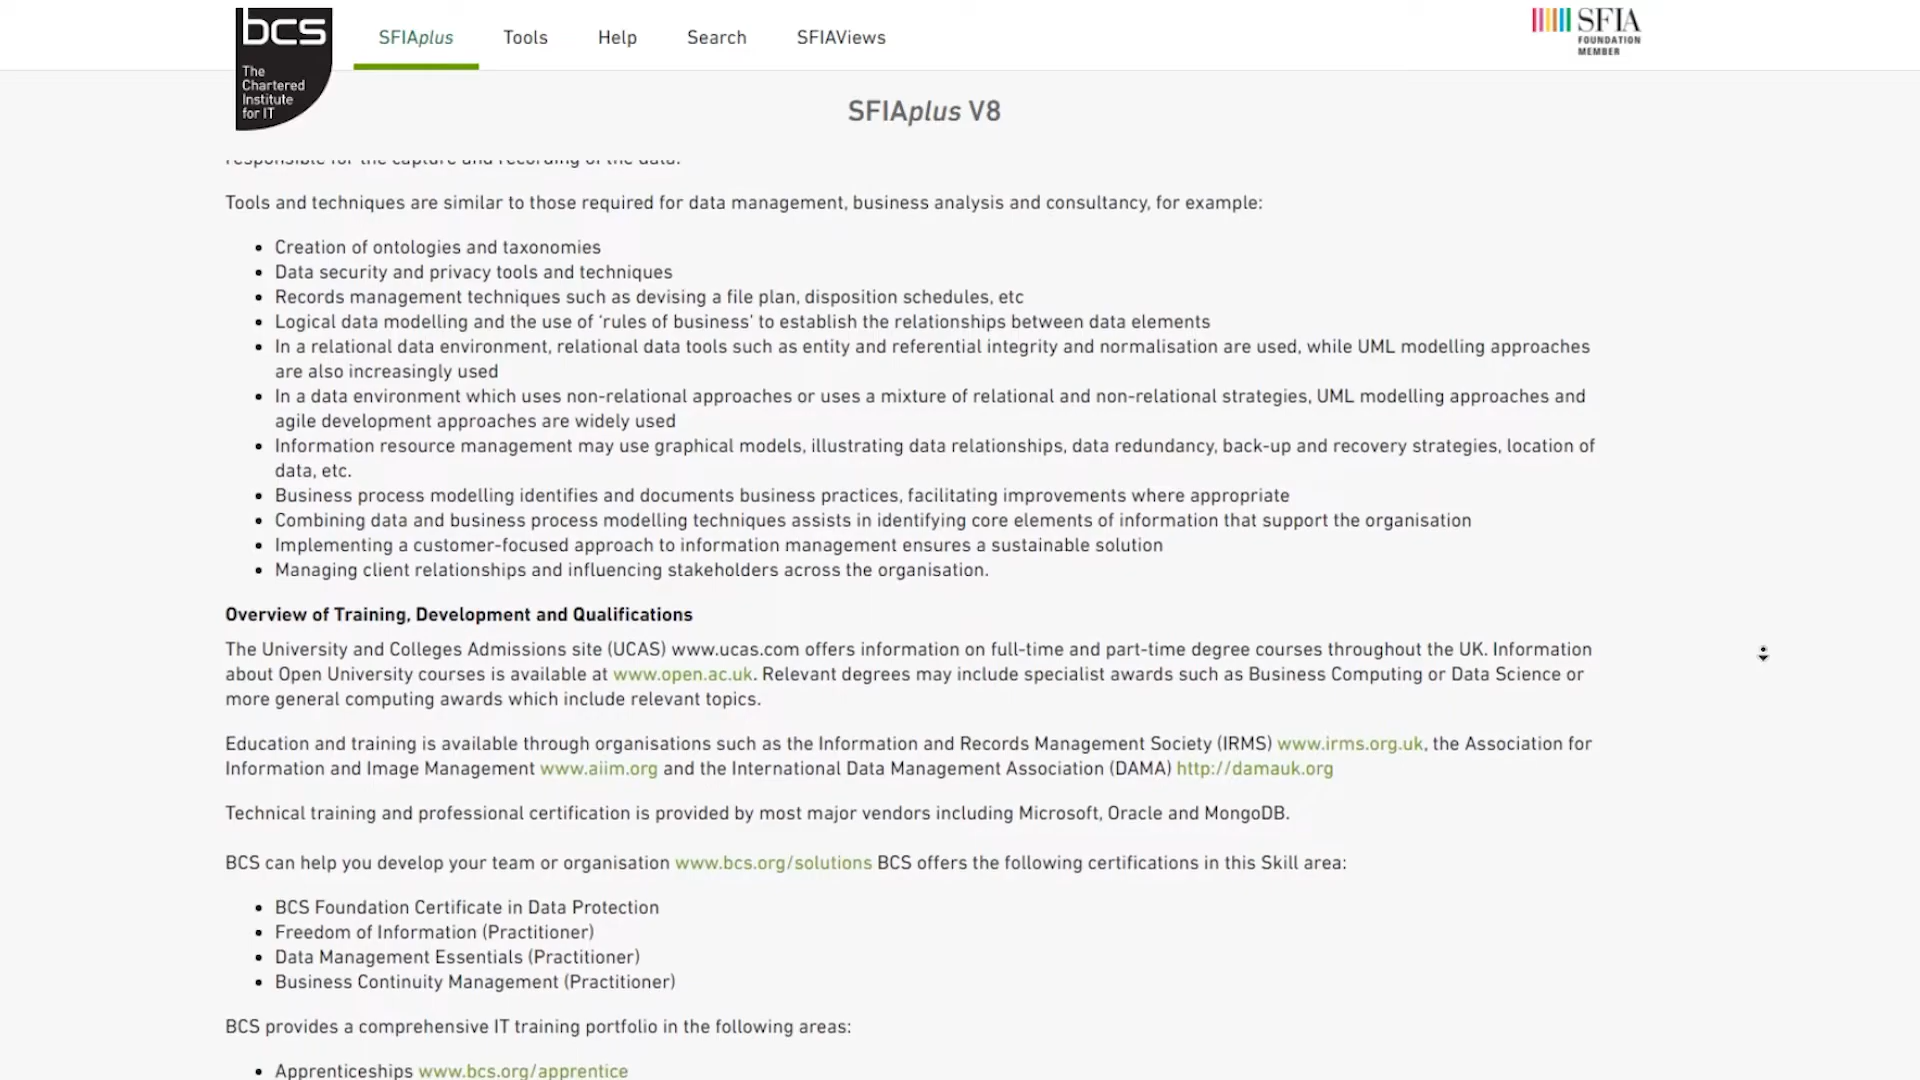 bcs
The
Chartered
Institute
for IT
SFIAplus
Tools
Help
Search
SFIAViews
SFIA
FOUNDATION
MEMBER
SFIAplus V8
responsible for the capture and recording of the data.
Tools and techniques are similar to those required for data management, business analysis and consultancy, for example:
• Creation of ontologies and taxonomies
• Data security and privacy tools and techniques
• Records management techniques such as devising a file plan, disposition schedules, etc
• Logical data modelling and the use of ‘rules of business’ to establish the relationships between data elements
• In a relational data environment, relational data tools such as entity and referential integrity and normalisation are used, while UML modelling approaches
are also increasingly used
• In a data environment which uses non-relational approaches or uses a mixture of relational and non-relational strategies, UML modelling approaches and
agile development approaches are widely used
• Information resource management may use graphical models, illustrating data relationships, data redundancy, back-up and recovery strategies, location of
data, etc.
• Business process modelling identifies and documents business practices, facilitating improvements where appropriate
• Combining data and business process modelling techniques assists in identifying core elements of information that support the organisation
• Implementing a customer-focused approach to information management ensures a sustainable solution
• Managing client relationships and influencing stakeholders across the organisation.
Overview of Training, Development and Qualifications
The University and Colleges Admissions site (UCAS) www.ucas.com offers information on full-time and part-time degree courses throughout the UK. Information
about Open University courses is available at www.open.ac.uk. Relevant degrees may include specialist awards such as Business Computing or Data Science or
more general computing awards which include relevant topics.
Education and training is available through organisations such as the Information and Records Management Society (IRMS) www.irms.org.uk, the Association for
Information and Image Management www.aiim.org and the International Data Management Association (DAMA) http://damauk.org
Technical training and professional certification is provided by most major vendors including Microsoft, Oracle and MongoDB.
BCS can help you develop your team or organisation www.bcs.org/solutions BCS offers the following certifications in this Skill area:
• BCS Foundation Certificate in Data Protection
• Freedom of Information (Practitioner)
• Data Management Essentials (Practitioner)
• Business Continuity Management (Practitioner)
BCS provides a comprehensive IT training portfolio in the following areas:
• Apprenticeships www.bcs.org/apprentice